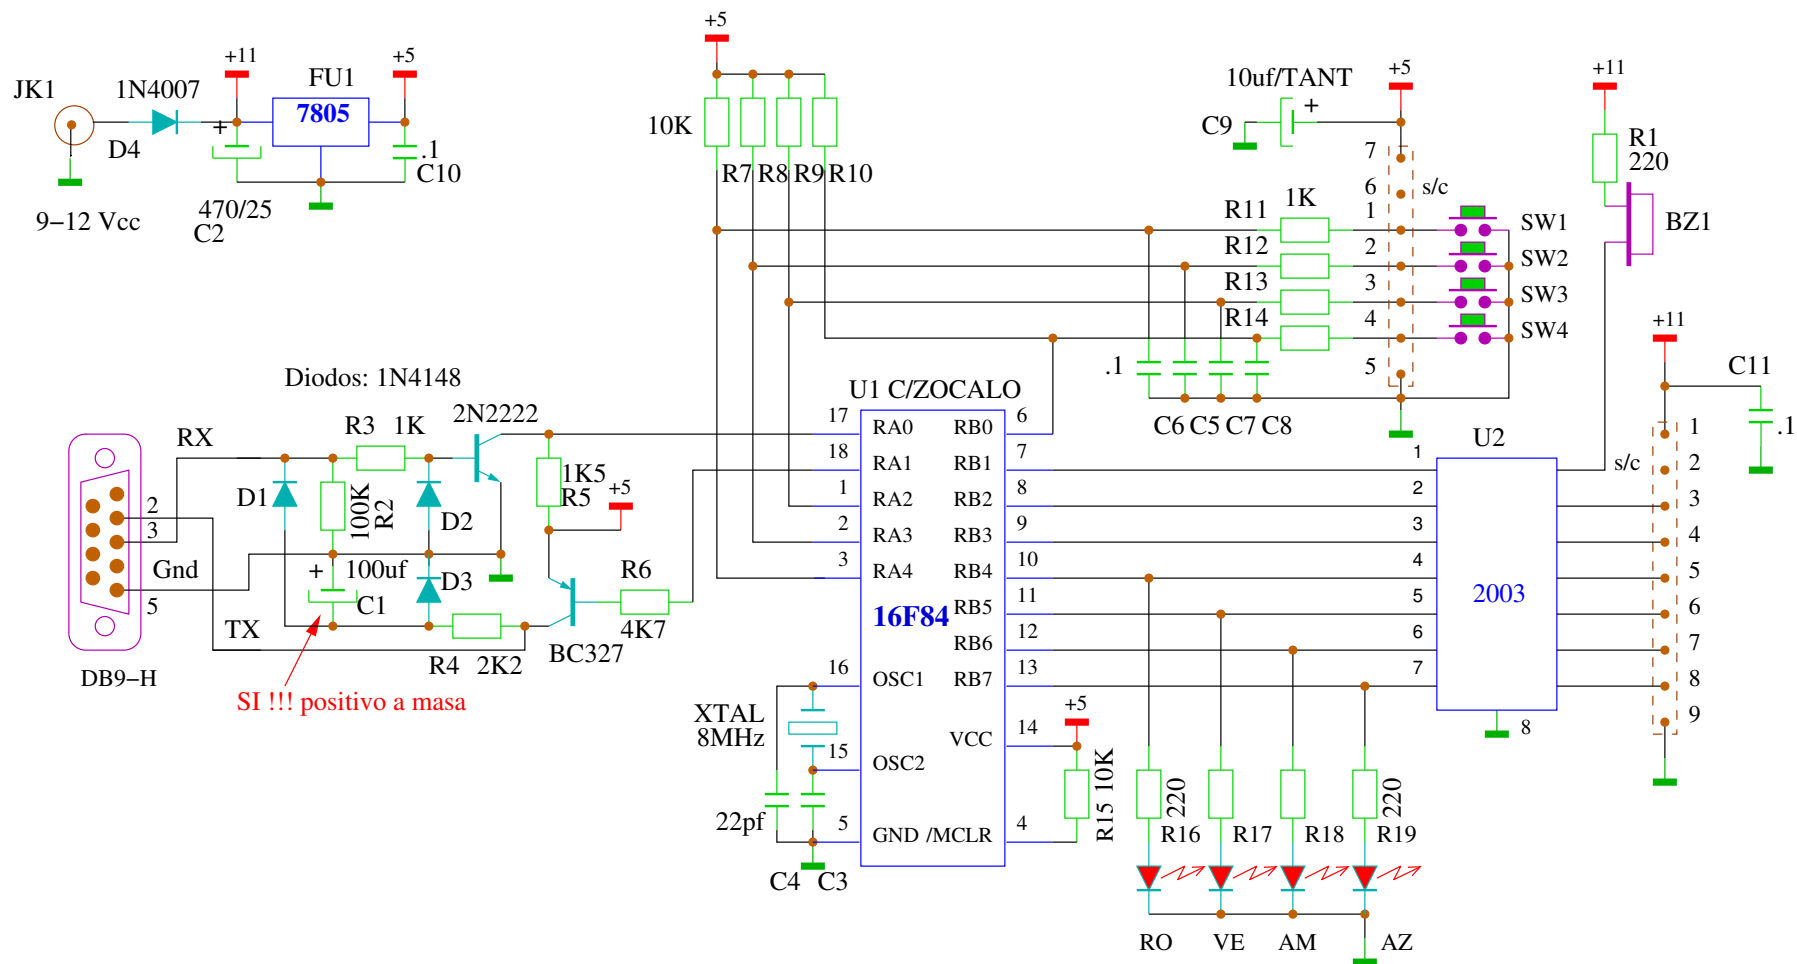 +11
+5
JK1
1N4007
FU1
7805
D4
.1
C10
470/25
C2
9−12 Vcc
+5
10K
R7
R8
R9
R10
10uf/TANT
+
+
C9
+5
7
6
s/c
R11
1K
1
SW1
R12
2
SW2
R13
3
SW3
R14
4
SW4
5
.1
C6
C5
C7
C8
+11
R1
220
BZ1
+11
C11
.1
Diodos: 1N4148
RX
R3
1K
2N2222
D1
100K
R2
D2
1K5
R5
+5
2
3
Gnd
5
+
100uf
C1
D3
R6
4K7
TX
R4
2K2
BC327
DB9−H
SI !!! positivo a masa
U1 C/ZOCALO
17
RA0
RB0
6
18
RA1
RB1
7
1
RA2
RB2
8
2
RA3
RB3
9
3
RA4
RB4
10
RB5
11
16F84
RB6
12
16
OSC1
RB7
13
XTAL
8MHz
15
OSC2
VCC
14
+5
22pf
5
GND
/MCLR
4
R15 10K
C4
C3
U2
2003
1
2
3
4
5
6
7
8
s/c
1
2
3
4
5
6
7
8
9
220
220
R16
R17
R18
R19
RO
VE
AM
AZ